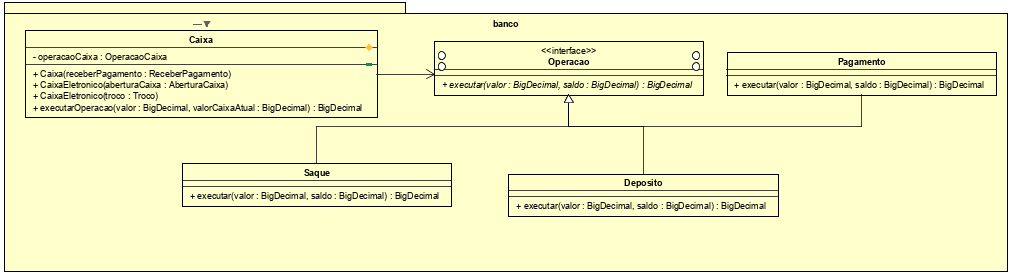 banco
Caixa
- operacaoCaixa : OperacaoCaixa
+ Caixa(receberPagamento : ReceberPagamento)
+ CaixaEletronico(aberturaCaixa : AberturaCaixa)
+ CaixaEletronico(troco : Troco)
+ executarOperacao(valor : BigDecimal, valorCaixaAtual : BigDecimal) : BigDecimal
<<interface>>
Operacao
+ executar(valor : BigDecimal, saldo : BigDecimal) : BigDecimal
Pagamento
+ executar(valor : BigDecimal, saldo : BigDecimal) : BigDecimal
Saque
+ executar(valor : BigDecimal, saldo : BigDecimal) : BigDecimal
Deposito
+ executar(valor : BigDecimal, saldo : BigDecimal) : BigDecimal